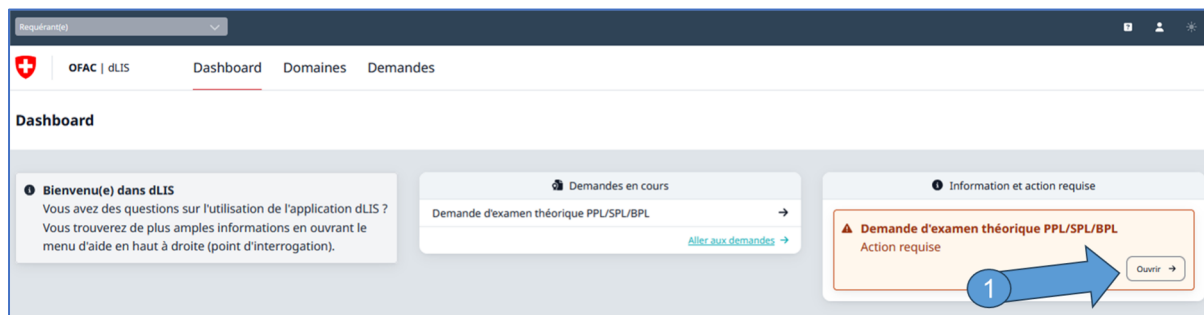 Requérant(e)
OFAC | dLIS
Dashboard
Domaines
Demandes
Dashboard
Bienvenu(e) dans dLIS
Vous avez des questions sur l'utilisation de l'application dLIS ?
Vous trouverez de plus amples informations en ouvrant le
menu d'aide en haut à droite (point d'interrogation).
Demandes en cours
Demande d'examen théorique PPL/SPL/BPL
Aller aux demandes
Information et action requise
Demande d'examen théorique PPL/SPL/BPL
Action requise
Ouvrir
1